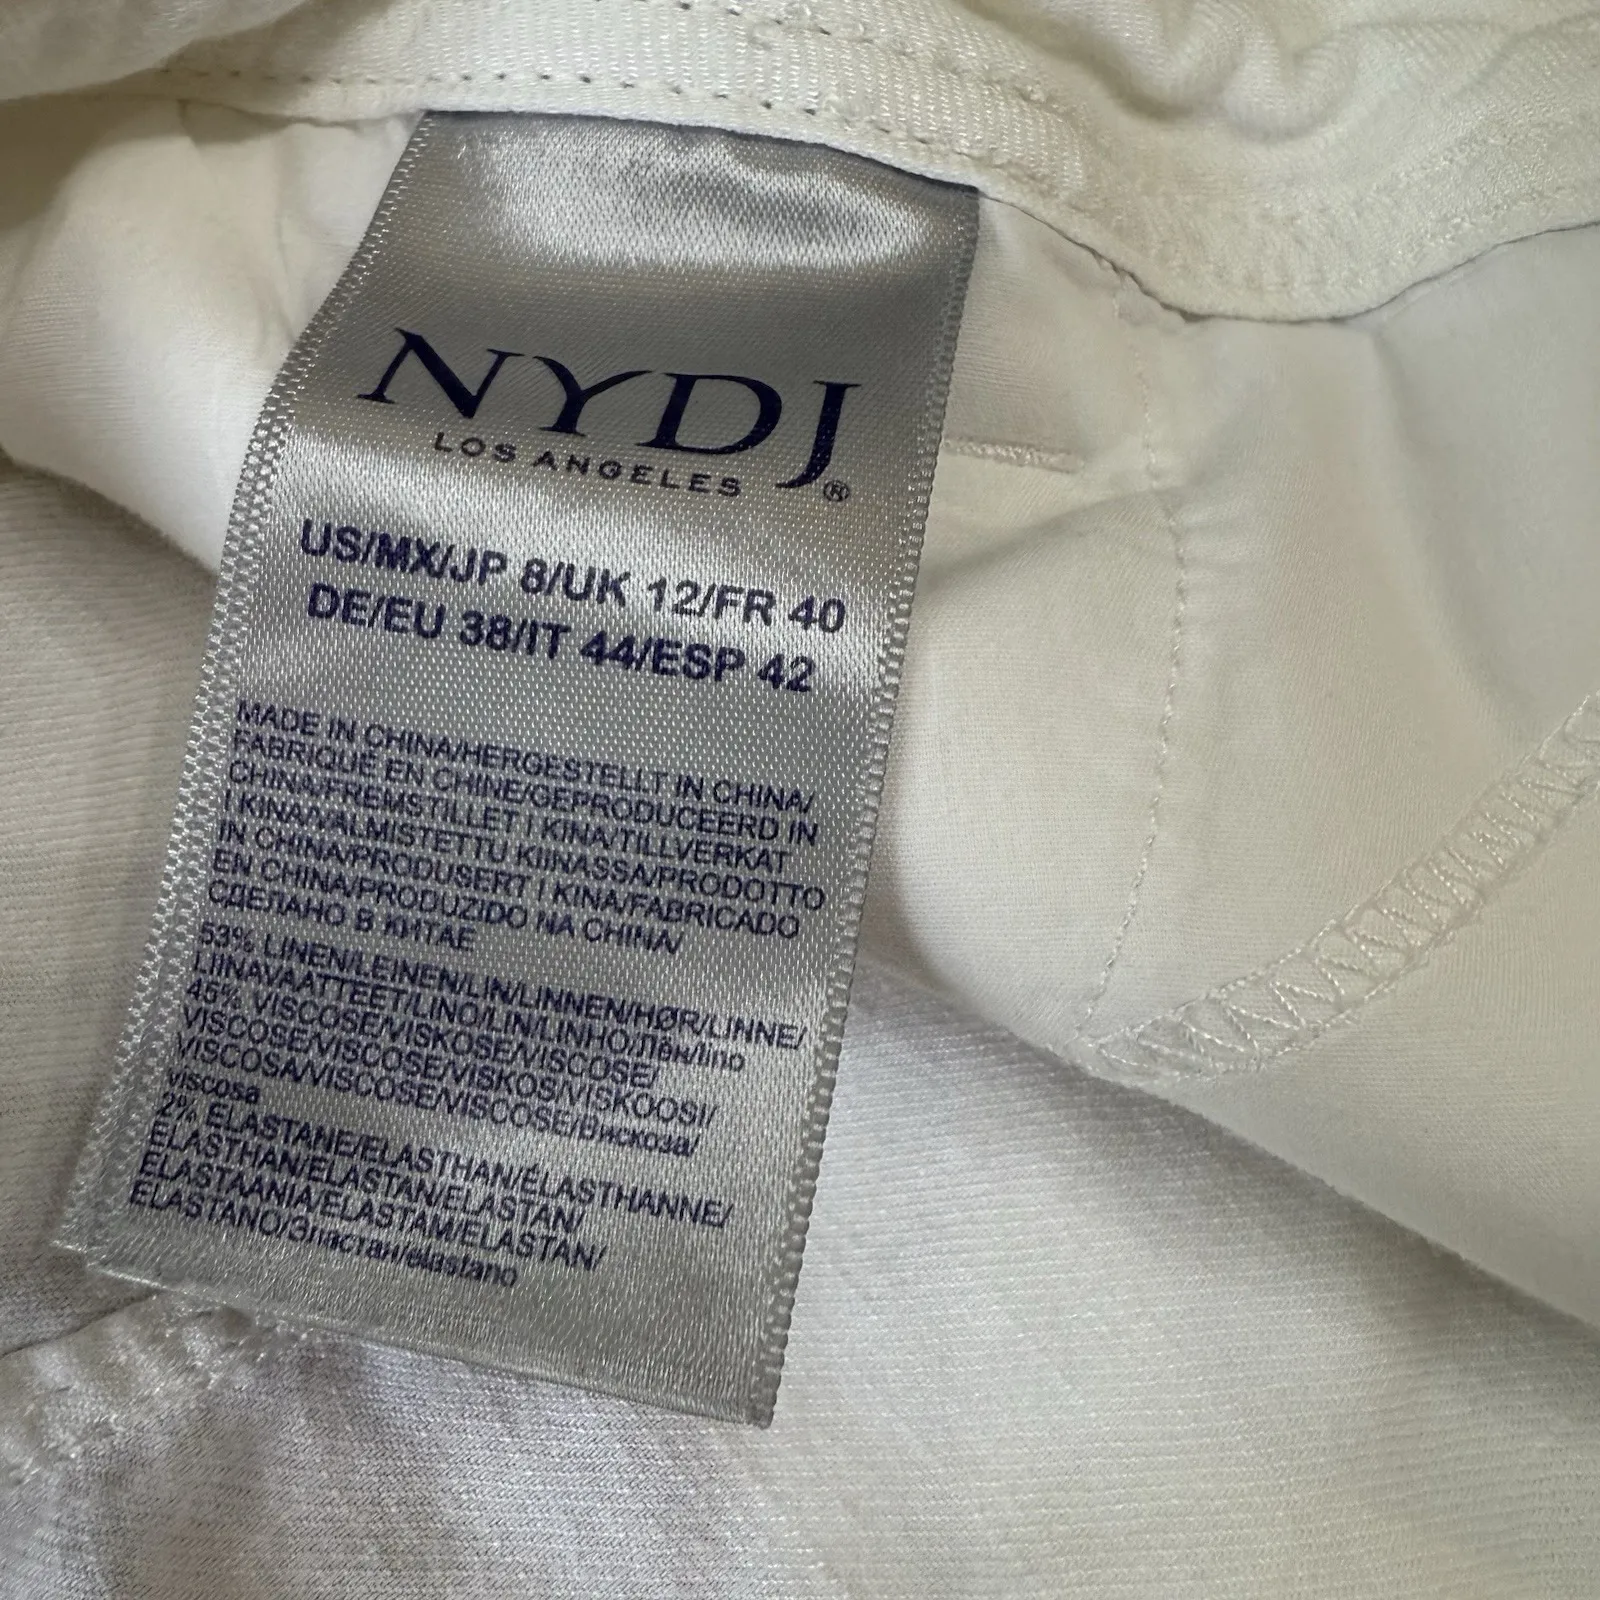 NYDJ®
LOS ANGELES
US/MX/JP 8/UK 12/FR 40
DE/EU 38/IT 44/ESP 42
MADE IN CHINA/HERGESTELLT IN CHINA/
FABRIQUÉ EN CHINE/GEPRODUCEERD IN
CHINA/FREMSTILLET I KINA/TILLVERKAT
I KINA/VALMISTETTU KIINASSA/PRODOTTO
IN CHINA/PRODUSERT I KINA/FABRICADO
EN CHINA/PRODUZIDO NA CHINA/
СДЕЛАНО В КИТАЕ
53% LINEN/LEINEN/LIN/LINNEN/HØR/LINNE/
LIINAVAATTEET/LINO/LIN/LINHO/Лён/lino
45% VISCOSE/VISKOSE/VISCOSE/
VISCOSE/VISCOSE/VISKOS/VISKOOSI/
VISCOSA/VISCOSE/VISCOSE/Вискоза/
viscosa
2% ELASTANE/ELASTHAN/ÉLASTHANNE/
ELASTHAN/ELASTAN/ELASTAN/
ELASTAANIA/ELASTAM/ELASTAN/
ELASTANO/Эластан/elastano